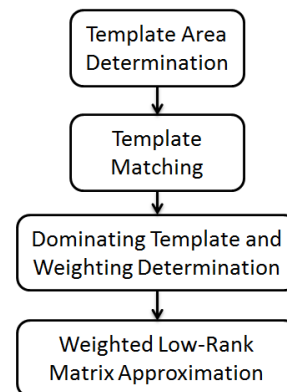 Template Area
Determination
Template
Matching
Dominating Template and
Weighting Determination
Weighted Low-Rank
Matrix Approximation